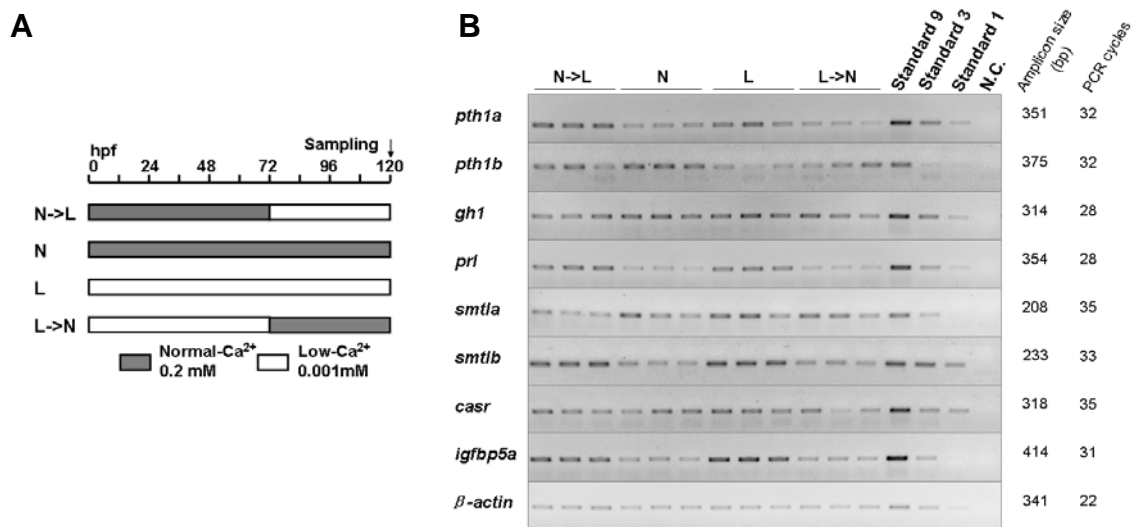 A
Sampling
hpf
0 24 48 72 96 120
N->L
N
L
L->N
Normal-Ca²⁺ 0.2 mM
Low-Ca²⁺ 0.001mM
B
N->L N L L->N Standard 9 Standard 3 Standard 1 N.C. Amplicon size (bp) PCR cycles
pth1a 351 32
pth1b 375 32
gh1 314 28
prl 354 28
smtla 208 35
smtlb 233 33
casr 318 35
igfbp5a 414 31
β-actin 341 22